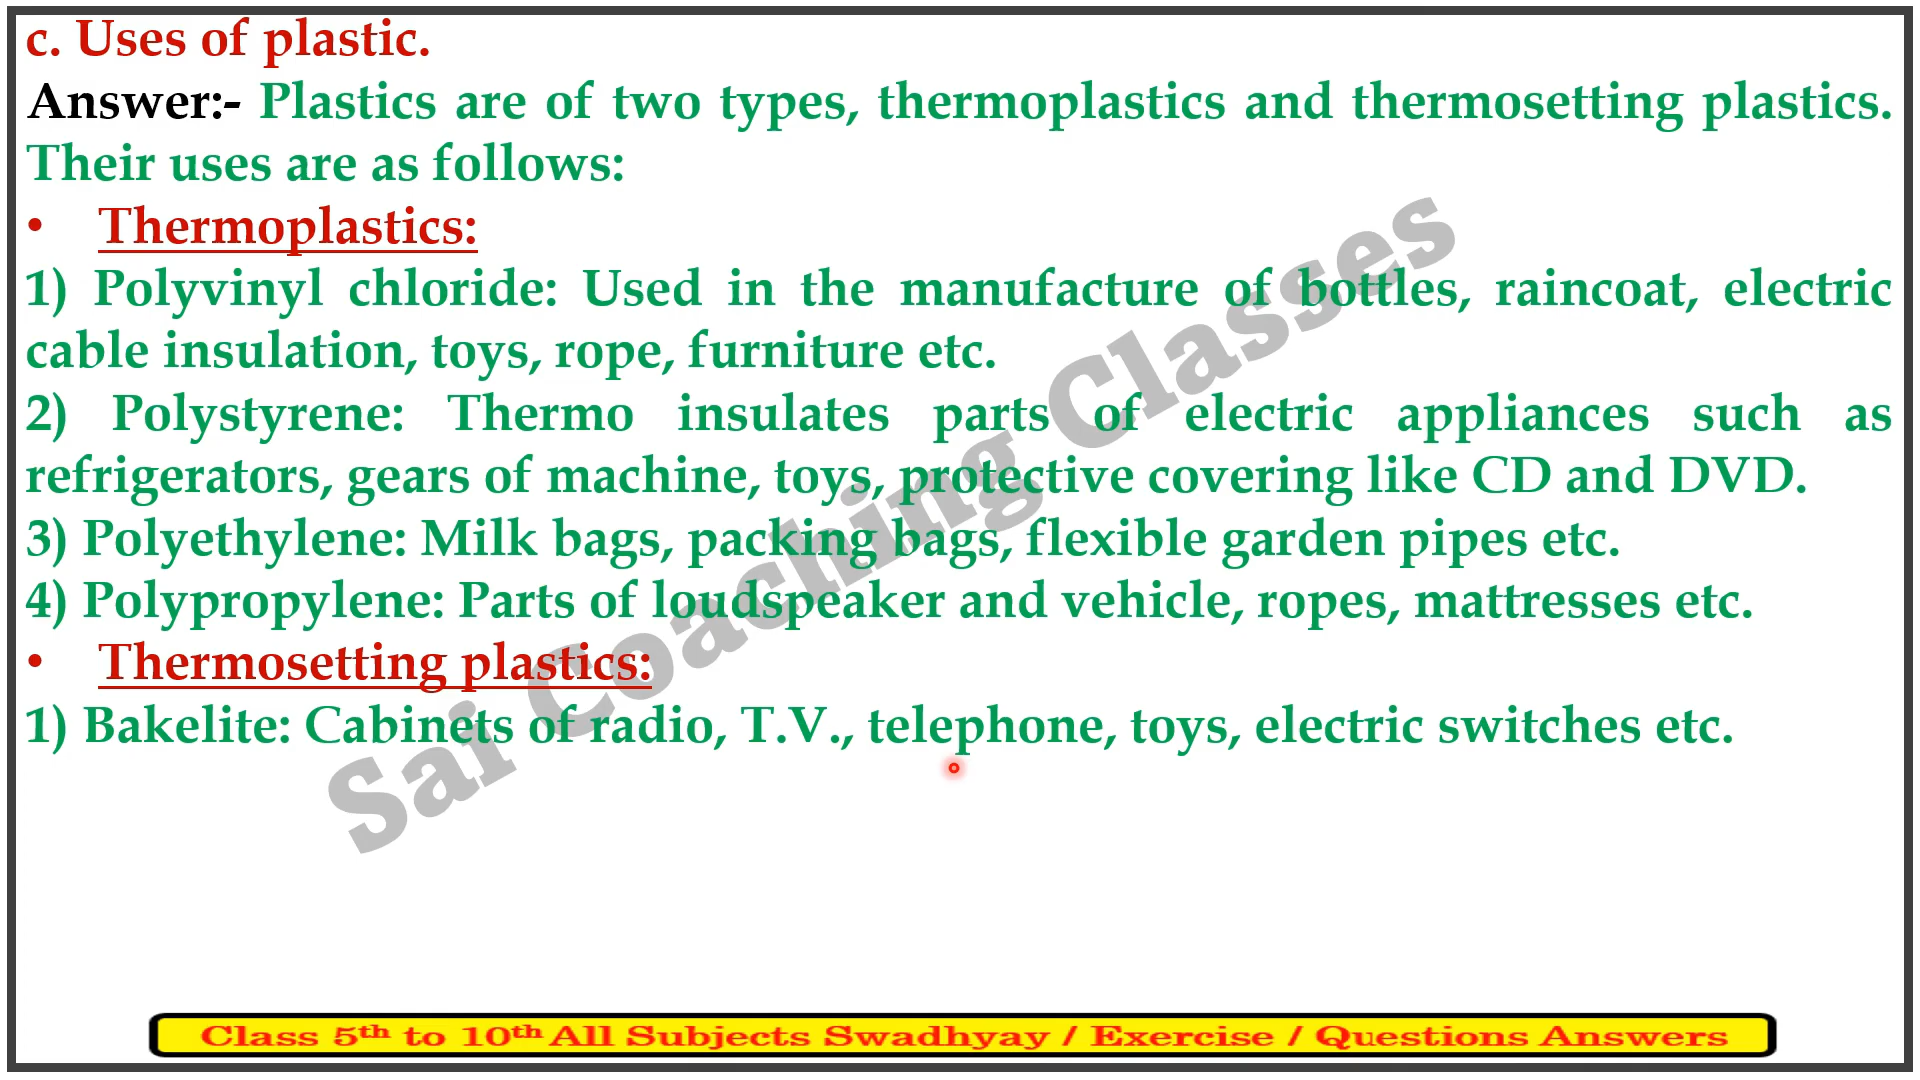 c. Uses of plastic.
Answer:- Plastics are of two types, thermoplastics and thermosetting plastics.
Their uses are as follows:
• Thermoplastics:
1) Polyvinyl chloride: Used in the manufacture of bottles, raincoat, electric
cable insulation, toys, rope, furniture etc.
2) Polystyrene: Thermo insulates parts of electric appliances such as
refrigerators, gears of machine, toys, protective covering like CD and DVD.
3) Polyethylene: Milk bags, packing bags, flexible garden pipes etc.
4) Polypropylene: Parts of loudspeaker and vehicle, ropes, mattresses etc.
• Thermosetting plastics:
1) Bakelite: Cabinets of radio, T.V., telephone, toys, electric switches etc.
Sai Coaching Classes
Class 5th to 10th All Subjects Swadhyay / Exercise / Questions Answers